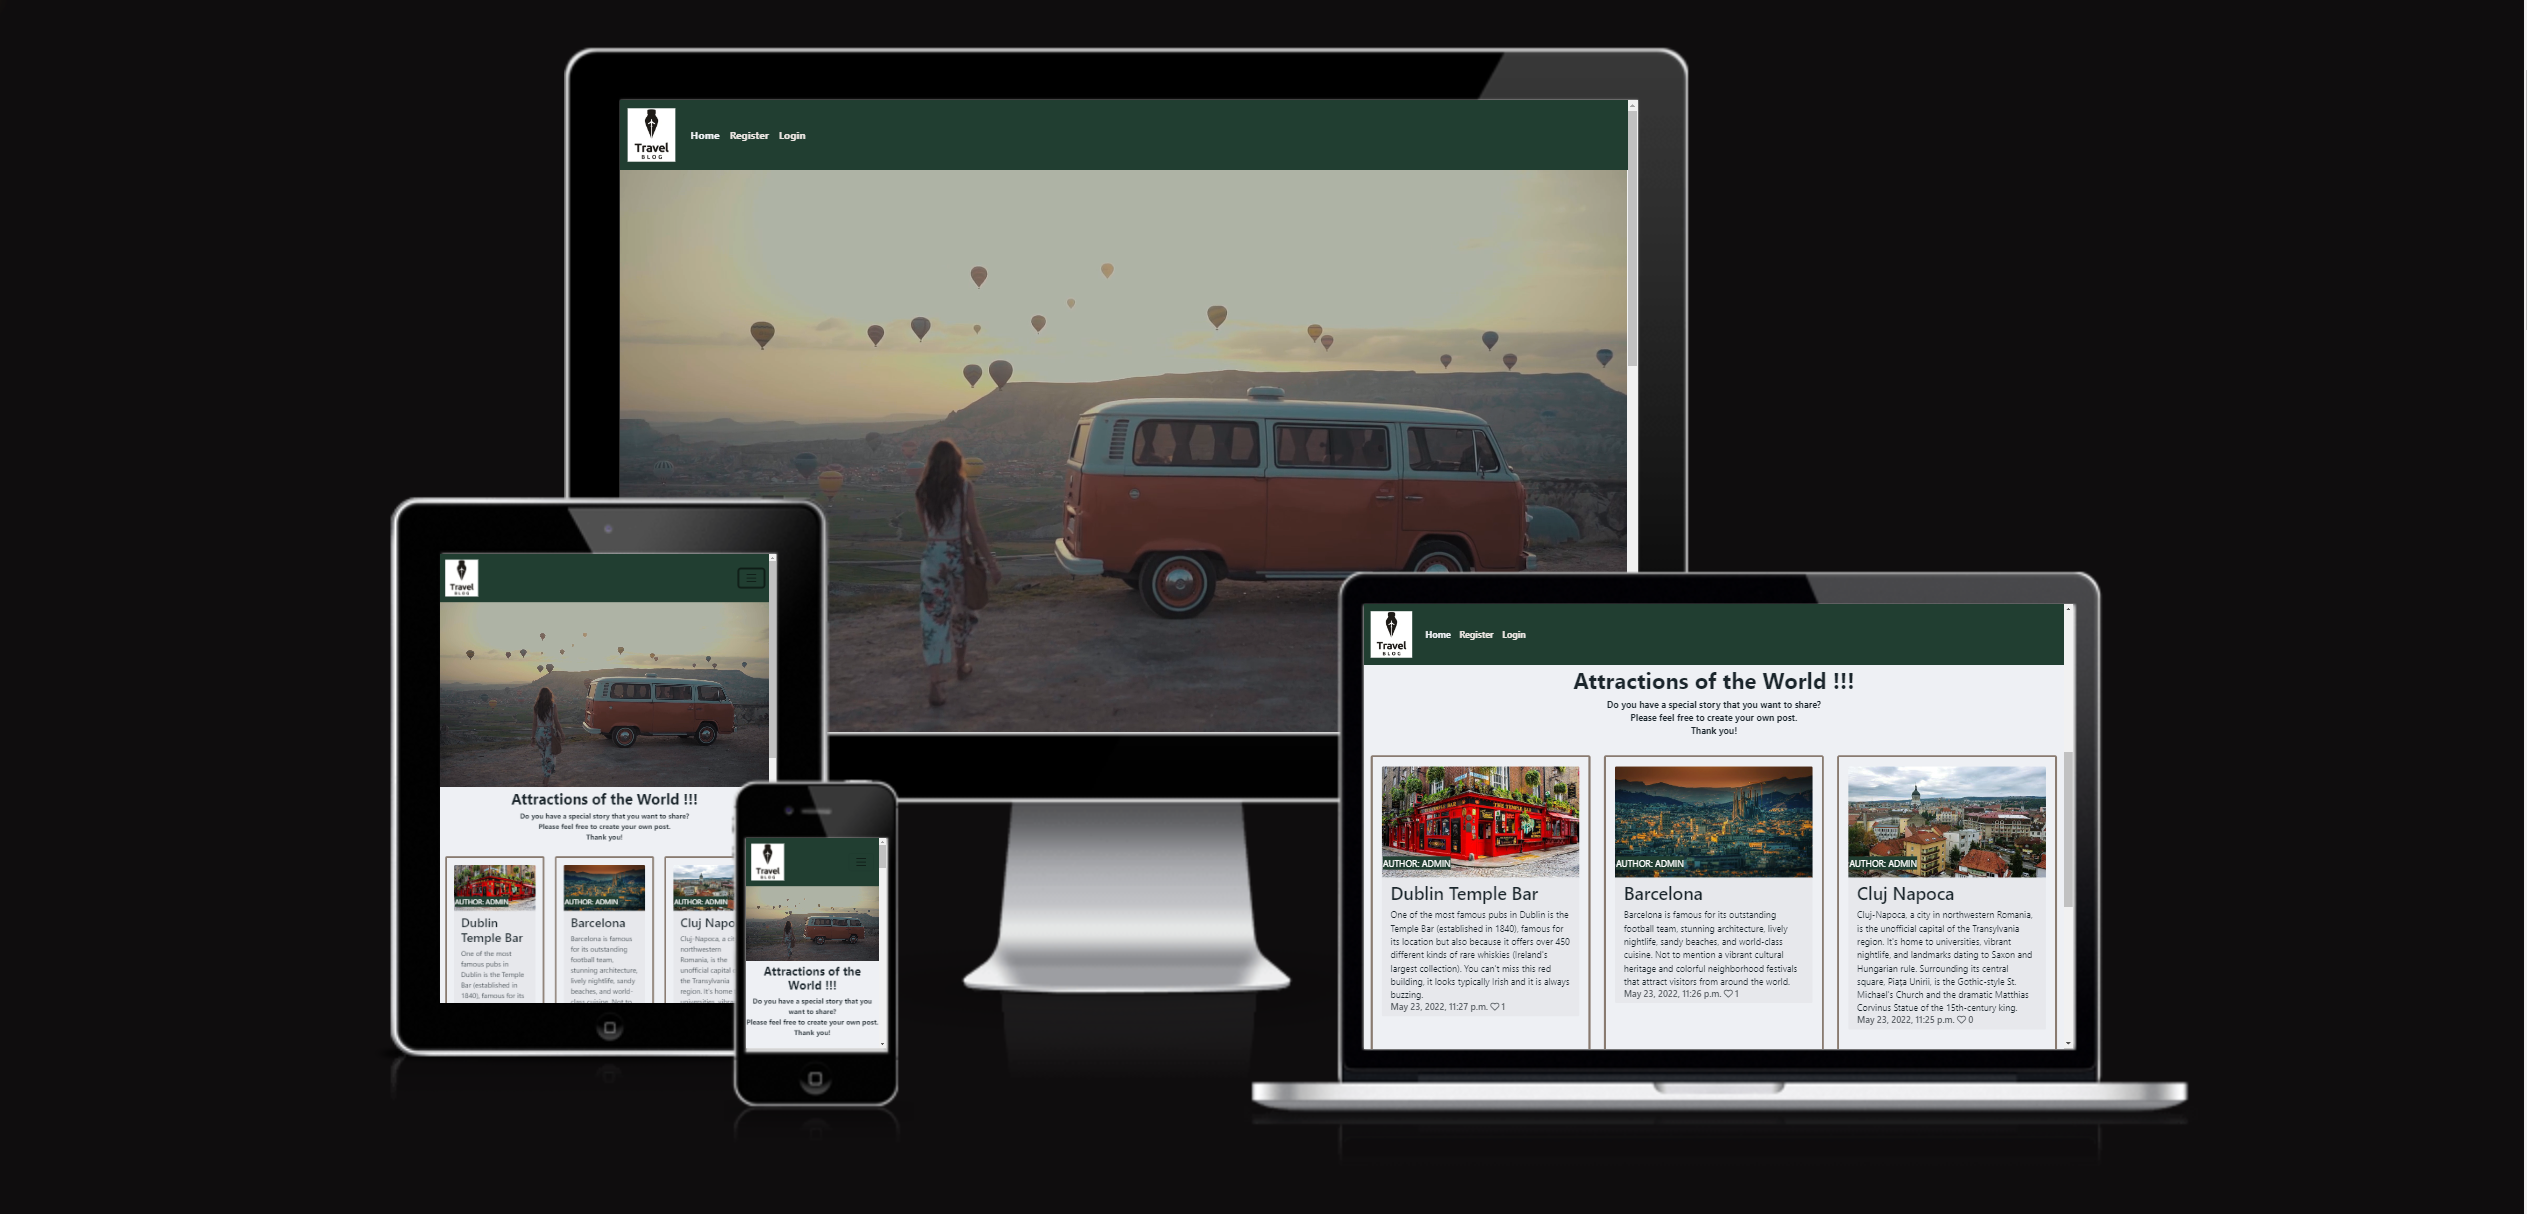 Travel
BLOG
Home Register Login
Travel
BLOG
Attractions of the World !!!
Do you have a special story that you want to share?
Please feel free to create your own post.
Thank you!
AUTHOR: ADMIN
Dublin
Temple Bar
One of the most
famous pubs in
Dublin is the Temple
Bar (established in
1840), famous for its
AUTHOR: ADMIN
Barcelona
Barcelona is famous
for its outstanding
football team,
stunning architecture,
lively nightlife, sandy
beaches, and world-
class cuisine. Not to
AUTHOR: ADMIN
Cluj Napo
Cluj-Napoca, a ci
northwestern
Romania, is the
unofficial capital
the Transylvania
region. It's home
Travel
BLOG
Attractions of the
World !!!
Do you have a special story that you
want to share?
Please feel free to create your own post.
Thank you!
Travel
BLOG
Home Register Login
Attractions of the World !!!
Do you have a special story that you want to share?
Please feel free to create your own post.
Thank you!
THE TEMPLE BAR
AUTHOR: ADMIN
Dublin Temple Bar
One of the most famous pubs in Dublin is the
Temple Bar (established in 1840), famous for
its location but also because it offers over 450
different kinds of rare whiskies (Ireland's
largest collection). You can't miss this red
building, it looks typically Irish and it is always
buzzing.
May 23, 2022, 11:27 p.m. 1
AUTHOR: ADMIN
Barcelona
Barcelona is famous for its outstanding
football team, stunning architecture, lively
nightlife, sandy beaches, and world-class
cuisine. Not to mention a vibrant cultural
heritage and colorful neighborhood festivals
that attract visitors from around the world.
May 23, 2022, 11:26 p.m. 1
AUTHOR: ADMIN
Cluj Napoca
Cluj-Napoca, a city in northwestern Romania,
is the unofficial capital of the Transylvania
region. It's home to universities, vibrant
nightlife, and landmarks dating to Saxon and
Hungarian rule. Surrounding its central
square, Piața Unirii, is the Gothic-style St.
Michael's Church and the dramatic Matthias
Corvinus Statue of the 15th-century king.
May 23, 2022, 11:25 p.m. 0